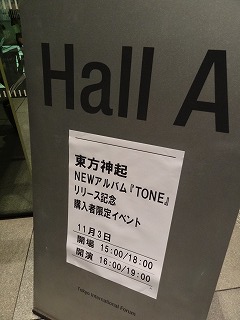 Hall A
東方神起
NEWアルバム『TONE』
リリース記念
購入者限定イベント
11月3日
開場 15:00/18:00
開演 16:00/19:00
Tokyo International Forum